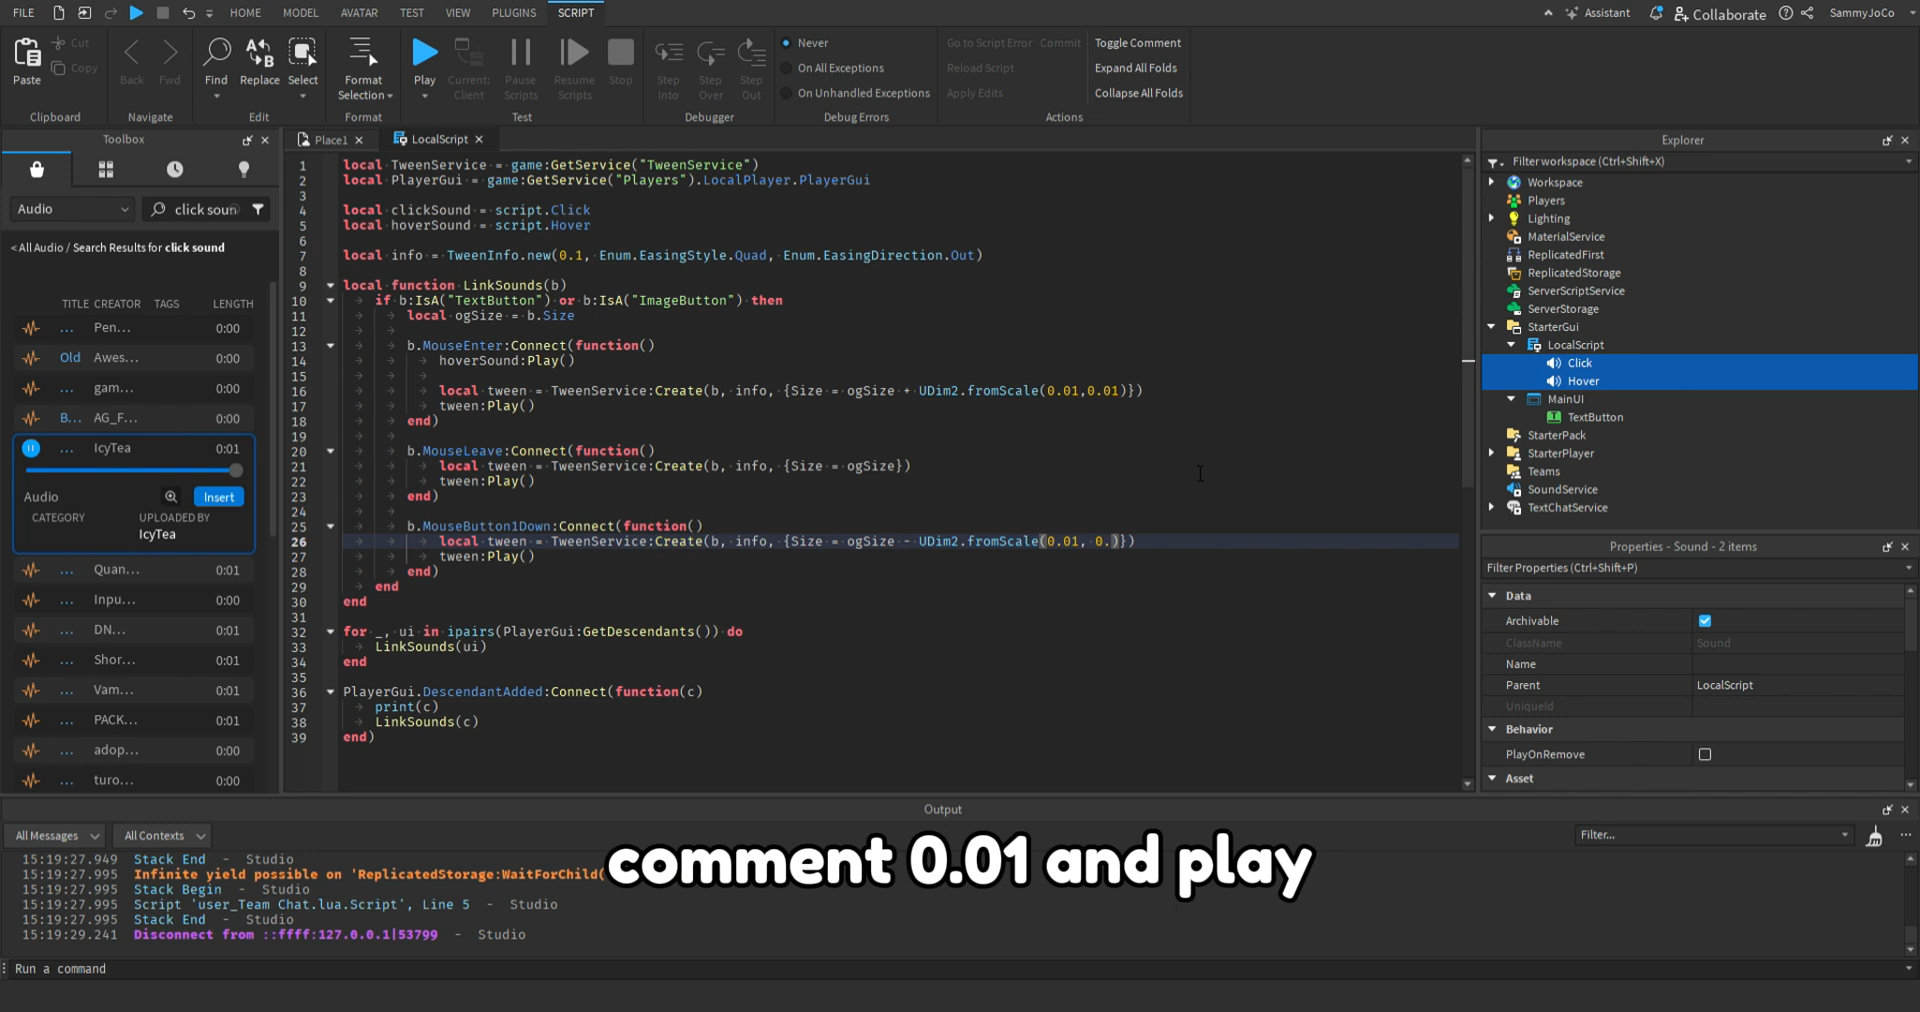 FILE HOME MODEL AVATAR TEST VIEW PLUGINS SCRIPT Assistant Collaborate SammyJoCo
Paste Cut Copy Back Fwd Find Replace Select Format Selection Play Current: Client Pause Scripts Resume Scripts Stop Step Into Step Over Step Out
Never
On All Exceptions
On Unhandled Exceptions
Go to Script Error Commit
Reload Script
Apply Edits
Toggle Comment
Expand All Folds
Collapse All Folds
Clipboard Navigate Edit Format Test Debugger Debug Errors Actions
Toolbox
Audio click soun
< All Audio / Search Results for click sound
TITLE CREATOR TAGS LENGTH
... Pen... 0:00
Old Awes... 0:00
... gam... 0:00
B... AG_F... 0:00
... IcyTea 0:01
Audio Insert
CATEGORY UPLOADED BY
IcyTea
... Quan... 0:01
... Inpu... 0:00
... DN... 0:01
... Shor... 0:01
... Vam... 0:01
... PACK... 0:01
... adop... 0:00
... turo... 0:00
Place1 LocalScript
1 local TweenService = game:GetService("TweenService")
2 local PlayerGui = game:GetService("Players").LocalPlayer.PlayerGui
3
4 local clickSound = script.Click
5 local hoverSound = script.Hover
6
7 local info = TweenInfo.new(0.1, Enum.EasingStyle.Quad, Enum.EasingDirection.Out)
8
9 local function LinkSounds(b)
10 if b:IsA("TextButton") or b:IsA("ImageButton") then
11 local ogSize = b.Size
12
13 b.MouseEnter:Connect(function()
14 hoverSound:Play()
15
16 local tween = TweenService:Create(b, info, {Size = ogSize + UDim2.fromScale(0.01,0.01)})
17 tween:Play()
18 end)
19
20 b.MouseLeave:Connect(function()
21 local tween = TweenService:Create(b, info, {Size = ogSize})
22 tween:Play()
23 end)
24
25 b.MouseButton1Down:Connect(function()
26 local tween = TweenService:Create(b, info, {Size = ogSize - UDim2.fromScale(0.01, 0.)})
27 tween:Play()
28 end)
29 end
30 end
31
32 for _, ui in ipairs(PlayerGui:GetDescendants()) do
33 LinkSounds(ui)
34 end
35
36 PlayerGui.DescendantAdded:Connect(function(c)
37 print(c)
38 LinkSounds(c)
39 end)
Explorer
Filter workspace (Ctrl+Shift+X)
Workspace
Players
Lighting
MaterialService
ReplicatedFirst
ReplicatedStorage
ServerScriptService
ServerStorage
StarterGui
LocalScript
Click
Hover
MainUI
TextButton
StarterPack
StarterPlayer
Teams
SoundService
TextChatService
Properties - Sound - 2 items
Filter Properties (Ctrl+Shift+P)
Data
Archivable
ClassName Sound
Name
Parent LocalScript
UniqueId
Behavior
PlayOnRemove
Asset
Output
All Messages All Contexts Filter...
15:19:27.949 Stack End - Studio
15:19:27.995 Infinite yield possible on 'ReplicatedStorage:WaitForChild(
15:19:27.995 Stack Begin - Studio
15:19:27.995 Script 'user_Team Chat.lua.Script', Line 5 - Studio
15:19:27.995 Stack End - Studio
15:19:29.241 Disconnect from ::ffff:127.0.0.1|53799 - Studio
comment 0.01 and play
Run a command